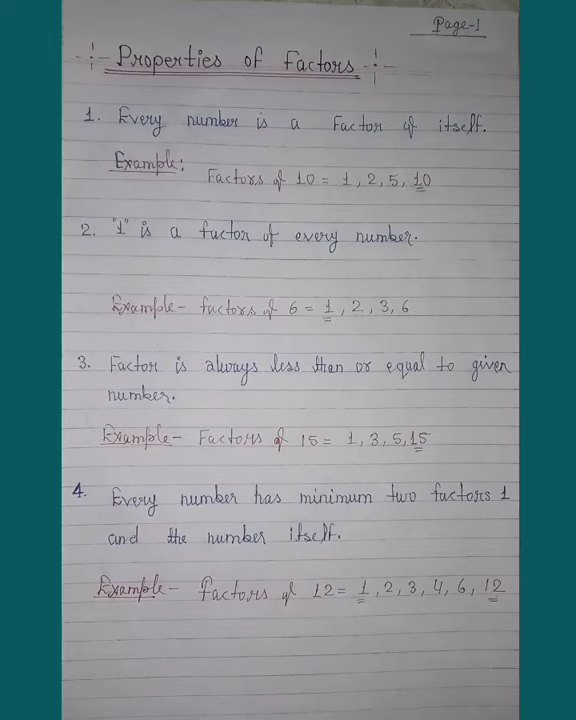 Page-1
Properties of Factors
1. Every number is a Factor of itself.
Example:
Factors of 10 = 1, 2, 5, 10
2. "1" is a factor of every number.
Example- factors of 6 = 1, 2, 3, 6
3. Factor is always less than or equal to given
number.
Example- Factors of 15 = 1, 3, 5, 15
4. Every number has minimum two factors 1
and the number itself.
Example- Factors of 12 = 1, 2, 3, 4, 6, 12